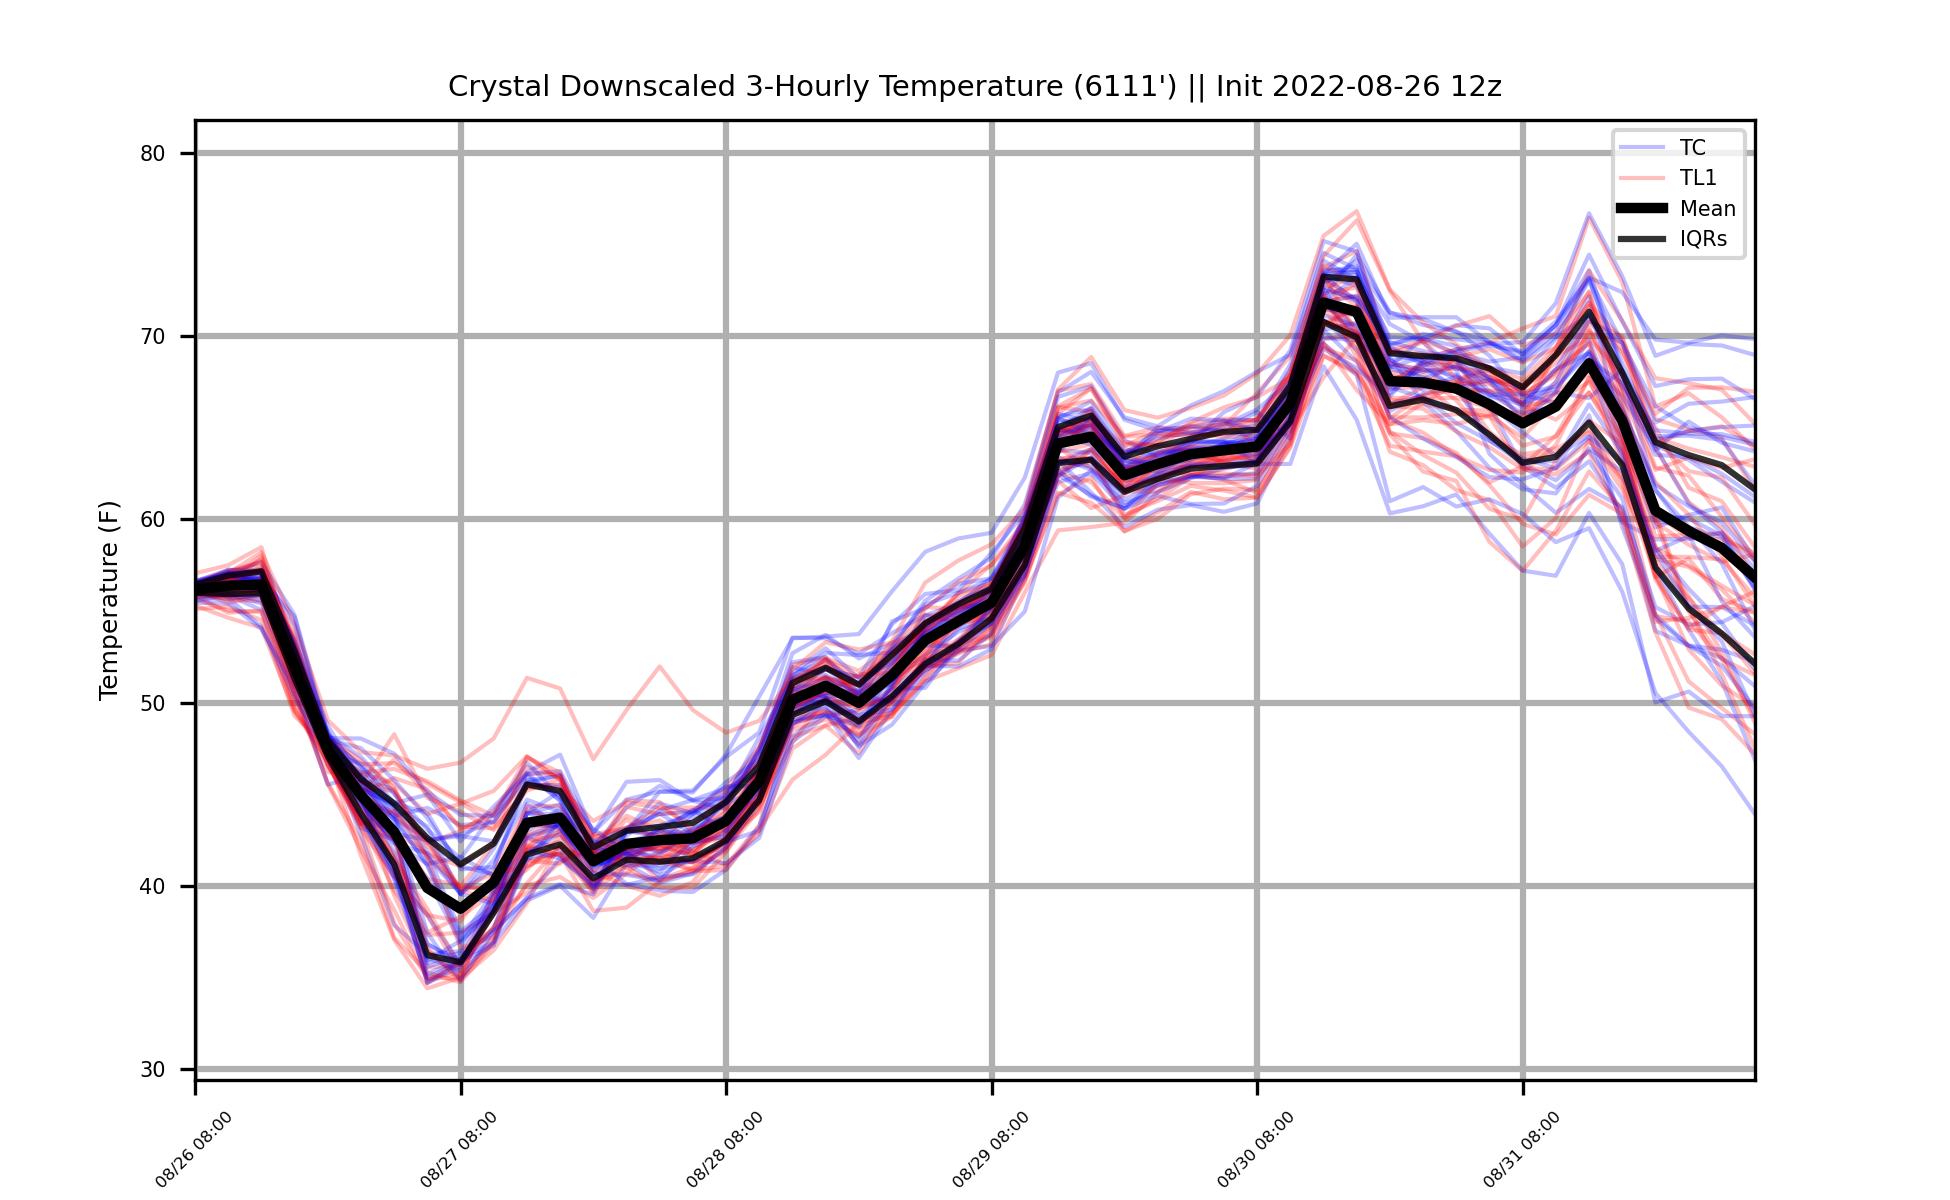 Crystal Downscaled 3-Hourly Temperature (6111') || Init 2022-08-26 12z
TC
TL1
Mean
IQRs
Temperature (F)
80
70
60
50
40
30
08/26 08:00
08/27 08:00
08/28 08:00
08/29 08:00
08/30 08:00
08/31 08:00